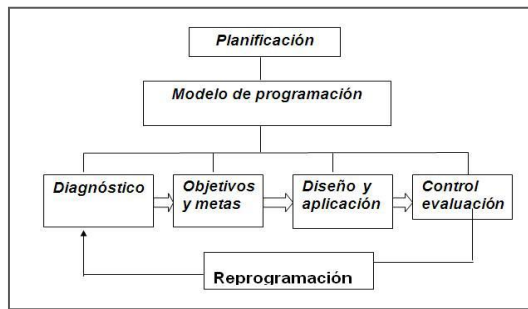 Planificación
Modelo de programación
Diagnóstico
Objetivos
y metas
Diseño y
aplicación
Control
evaluación
Reprogramación